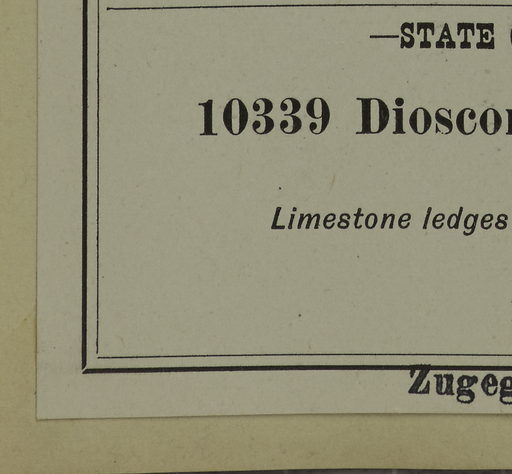 —STATE
10339 Dioscor
Limestone ledges
Zugeg